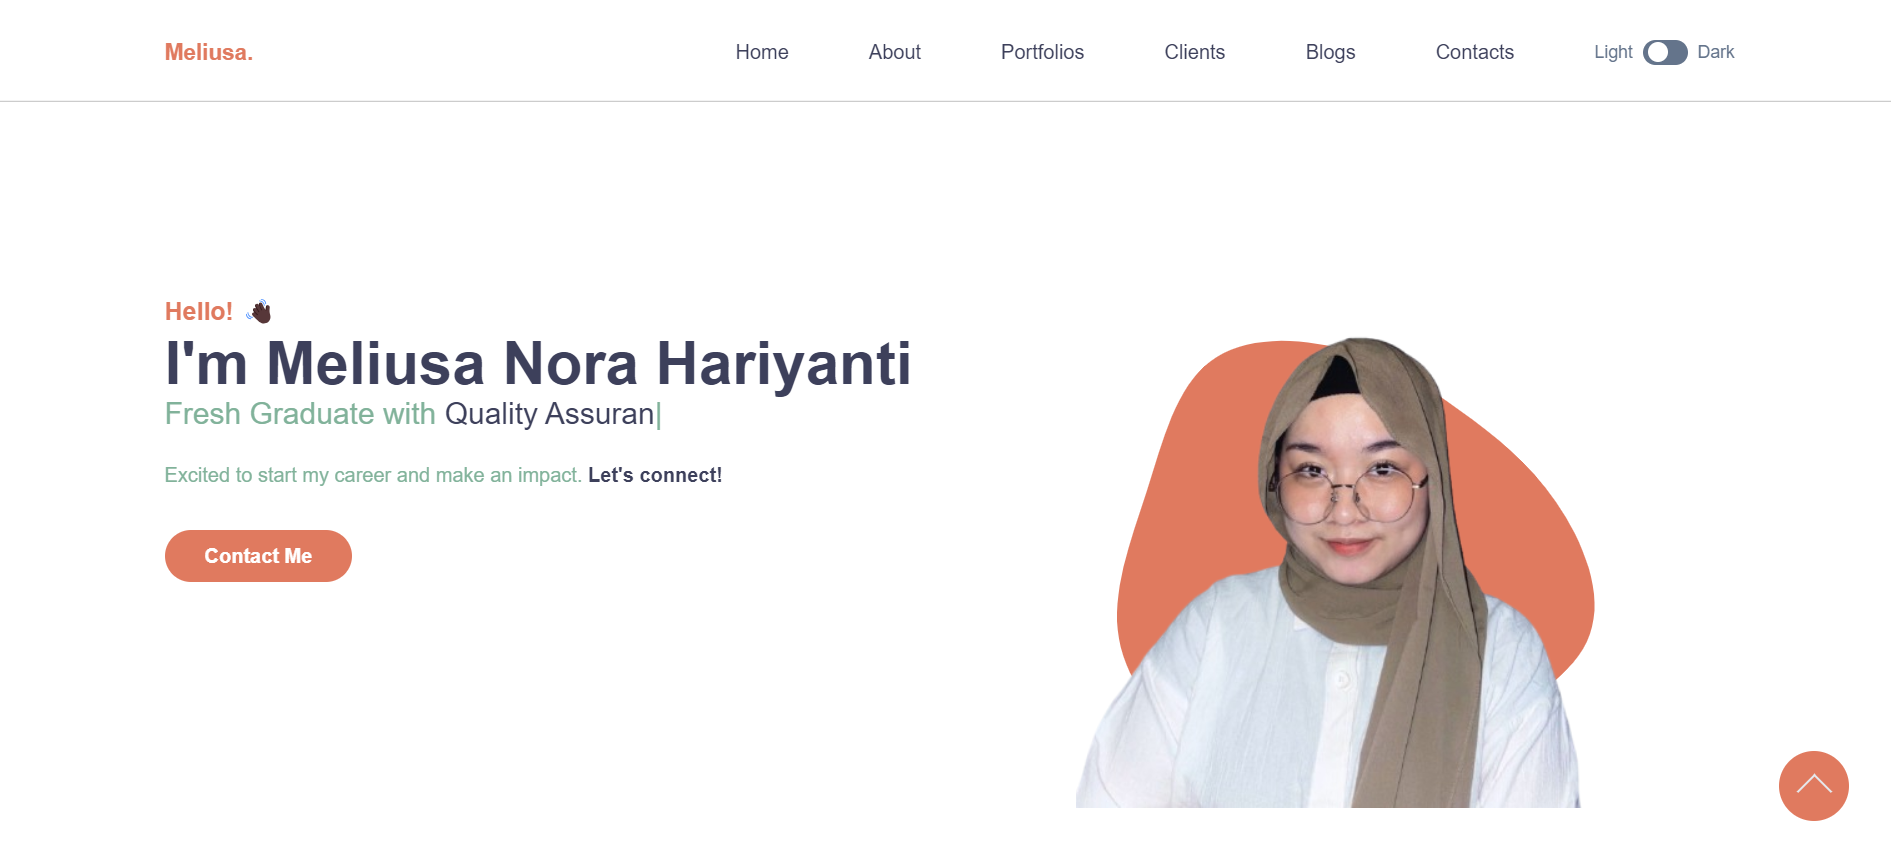 Meliusa.
Home About Portfolios Clients Blogs Contacts Light Dark
Hello!
I'm Meliusa Nora Hariyanti
Fresh Graduate with Quality Assuran|
Excited to start my career and make an impact. Let's connect!
Contact Me